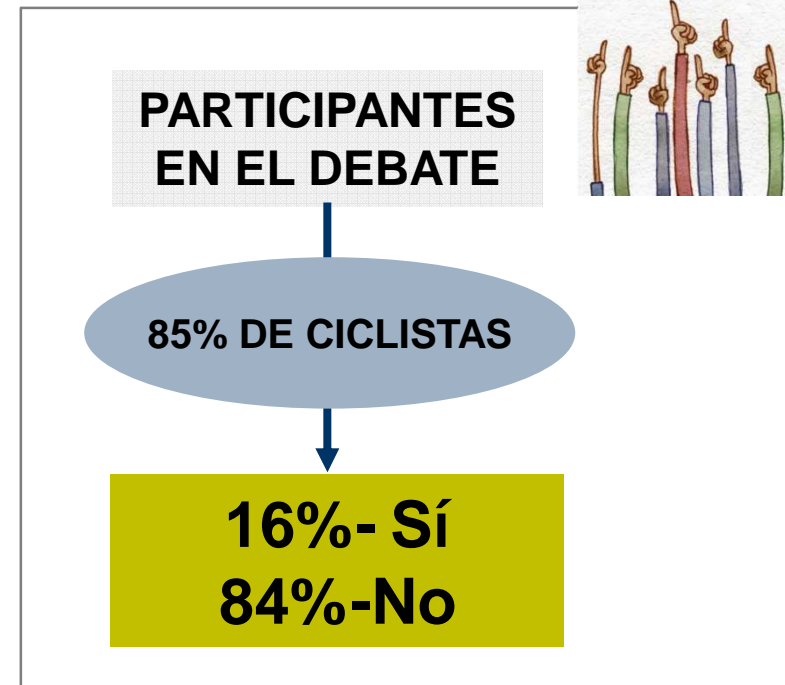 PARTICIPANTES
EN EL DEBATE
85% DE CICLISTAS
16%- Sí
84%-No